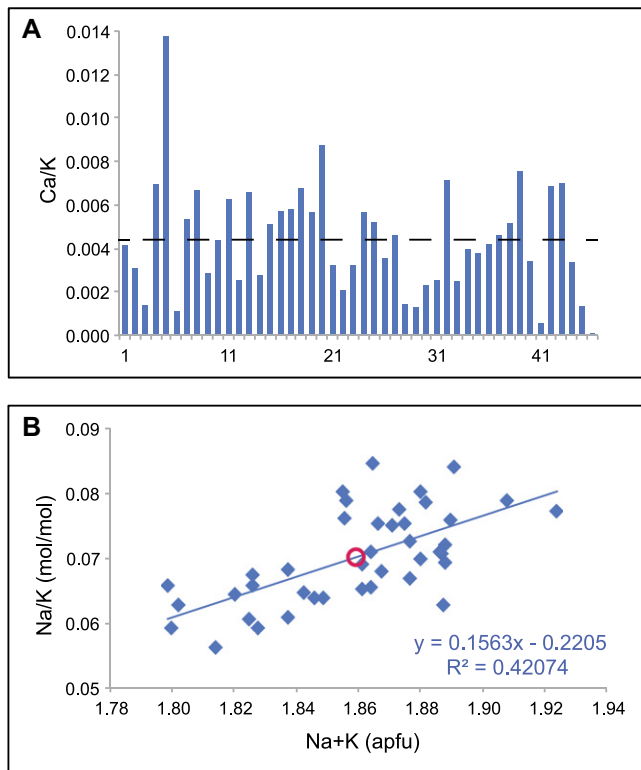 A
0.014
0.012
0.010
0.008
0.006
0.004
0.002
0.000
Ca/K
1 11 21 31 41
B
0.09
0.08
0.07
0.06
0.05
Na/K (mol/mol)
y = 0.1563x - 0.2205
R² = 0.42074
1.78 1.80 1.82 1.84 1.86 1.88 1.90 1.92 1.94
Na+K (apfu)